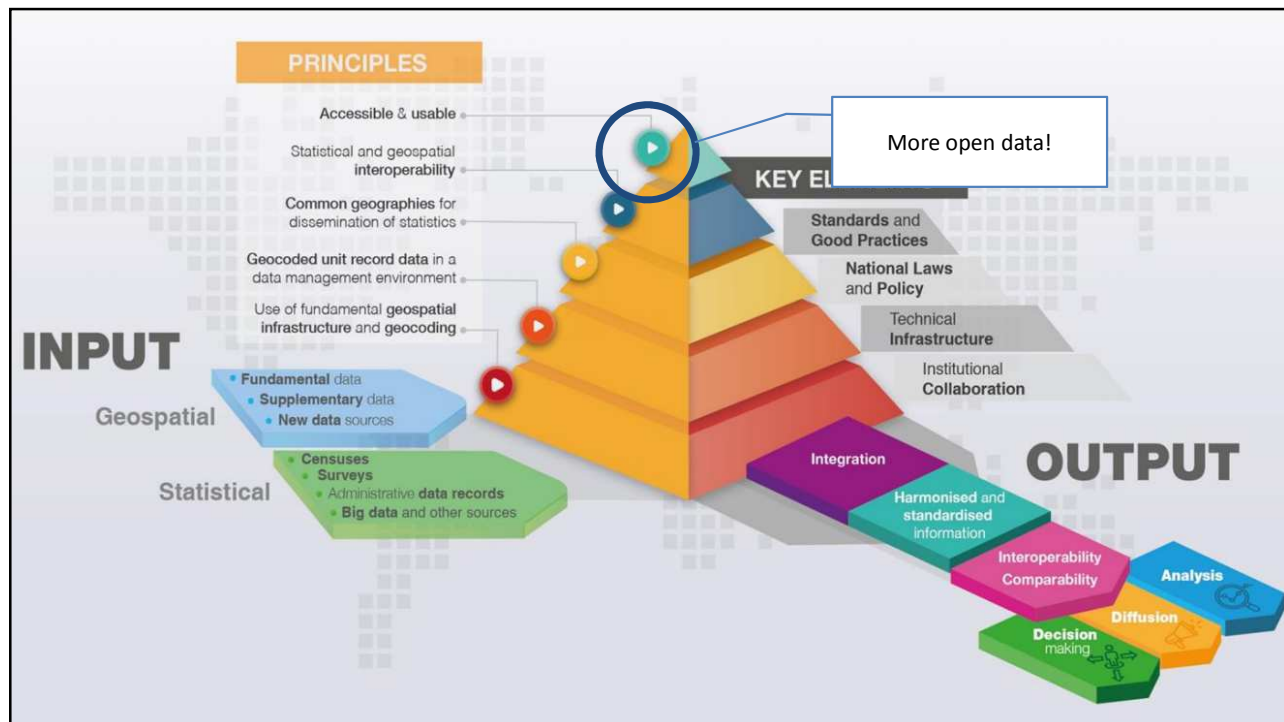 PRINCIPLES
Accessible & usable
Statistical and geospatial
interoperability
Common geographies for
dissemination of statistics
Geocoded unit record data in a
data management environment
Use of fundamental geospatial
infrastructure and geocoding
More open data!
KEY EL
Standards and
Good Practices
National Laws
and Policy
Technical
Infrastructure
Institutional
Collaboration
INPUT
Geospatial
Fundamental data
Supplementary data
New data sources
Statistical
Censuses
Surveys
Administrative data records
Big data and other sources
OUTPUT
Integration
Harmonised and
standardised
information
Interoperability
Comparability
Analysis
Diffusion
Decision
making